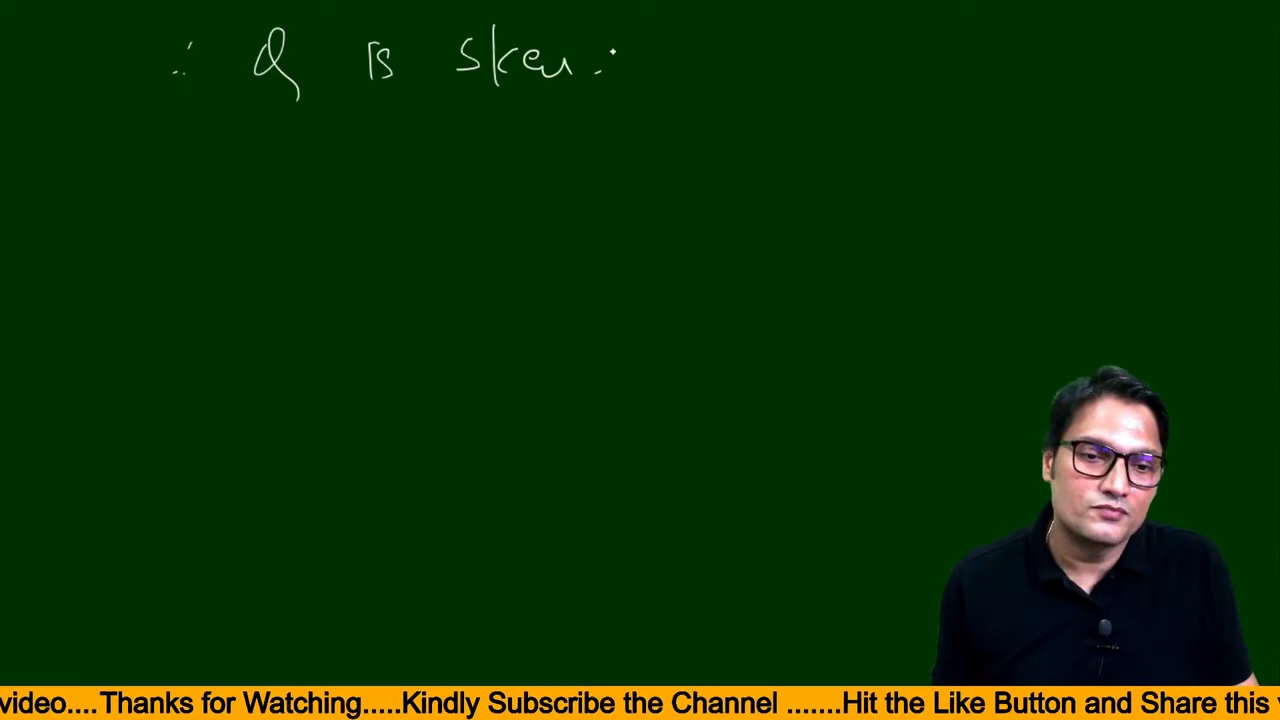 ∴ Q is skew.
video....Thanks for Watching.....Kindly Subscribe the Channel .......Hit the Like Button and Share this